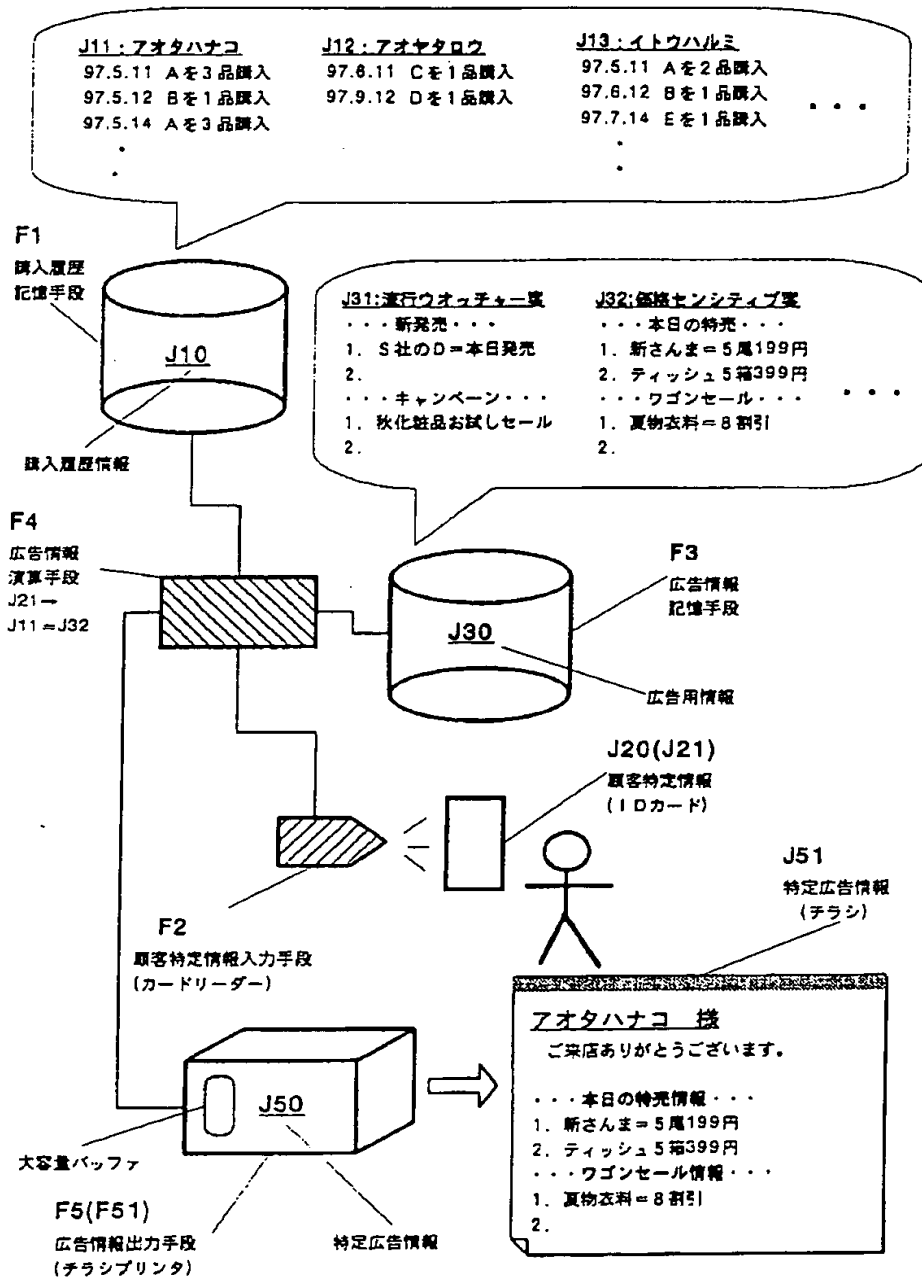 J11:アオタハナコ
97.5.11 Aを3品購入
97.5.12 Bを1品購入
97.5.14 Aを3品購入
J12:アオヤタロウ
97.6.11 Cを1品購入
97.9.12 Dを1品購入
J13:イトウハルミ
97.5.11 Aを2品購入
97.6.12 Bを1品購入
97.7.14 Eを1品購入
・・・
F1
購入履歴
記憶手段
J10
購入履歴情報
J31:流行ウオッチャー変
・・・新発売・・・
1. S社のD=本日発売
2.
・・・キャンペーン・・・
1. 秋化粧品お試しセール
2.
J32:価格センシティブ変
・・・本日の特売・・・
1. 新さんま=5尾199円
2. ティッシュ5箱399円
・・・ワゴンセール・・・
1. 夏物衣料=8割引
2.
・・・
F4
広告情報
演算手段
J21→
J11=J32
F3
広告情報
記憶手段
J30
広告用情報
J20(J21)
顧客特定情報
(IDカード)
F2
顧客特定情報入力手段
(カードリーダー)
J51
特定広告情報
(チラシ)
アオタハナコ 様
ご来店ありがとうございます。
・・・本日の特売情報・・・
1. 新さんま=5尾199円
2. ティッシュ5箱399円
・・・ワゴンセール情報・・・
1. 夏物衣料=8割引
2.
J50
大容量バッファ
F5(F51)
広告情報出力手段
(チラシプリンタ)
特定広告情報